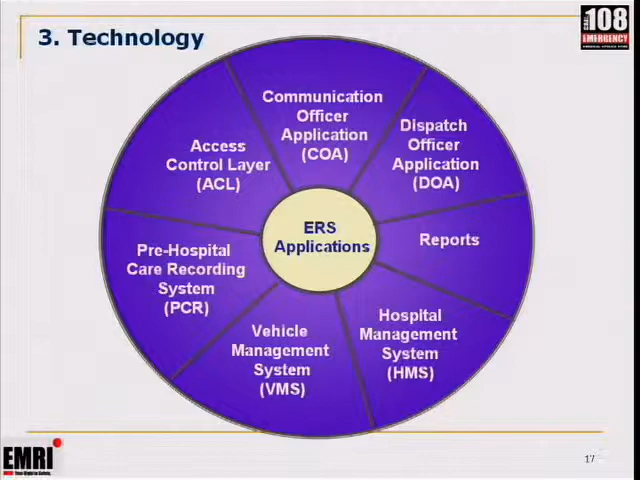 3. Technology
108
EMERGENCY
Communication
Officer
Application
(COA)
Dispatch
Officer
Application
(DOA)
Access
Control Layer
(ACL)
ERS
Applications
Reports
Pre-Hospital
Care Recording
System
(PCR)
Hospital
Management
System
(HMS)
Vehicle
Management
System
(VMS)
EMRI
17